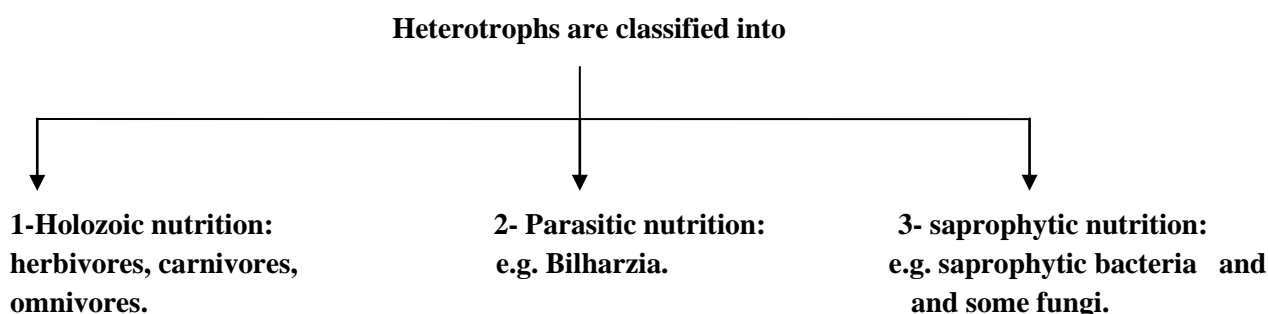 Heterotrophs are classified into
1-Holozoic nutrition:
herbivores, carnivores,
omnivores.
2- Parasitic nutrition:
e.g. Bilharzia.
3- saprophytic nutrition:
e.g. saprophytic bacteria and
and some fungi.